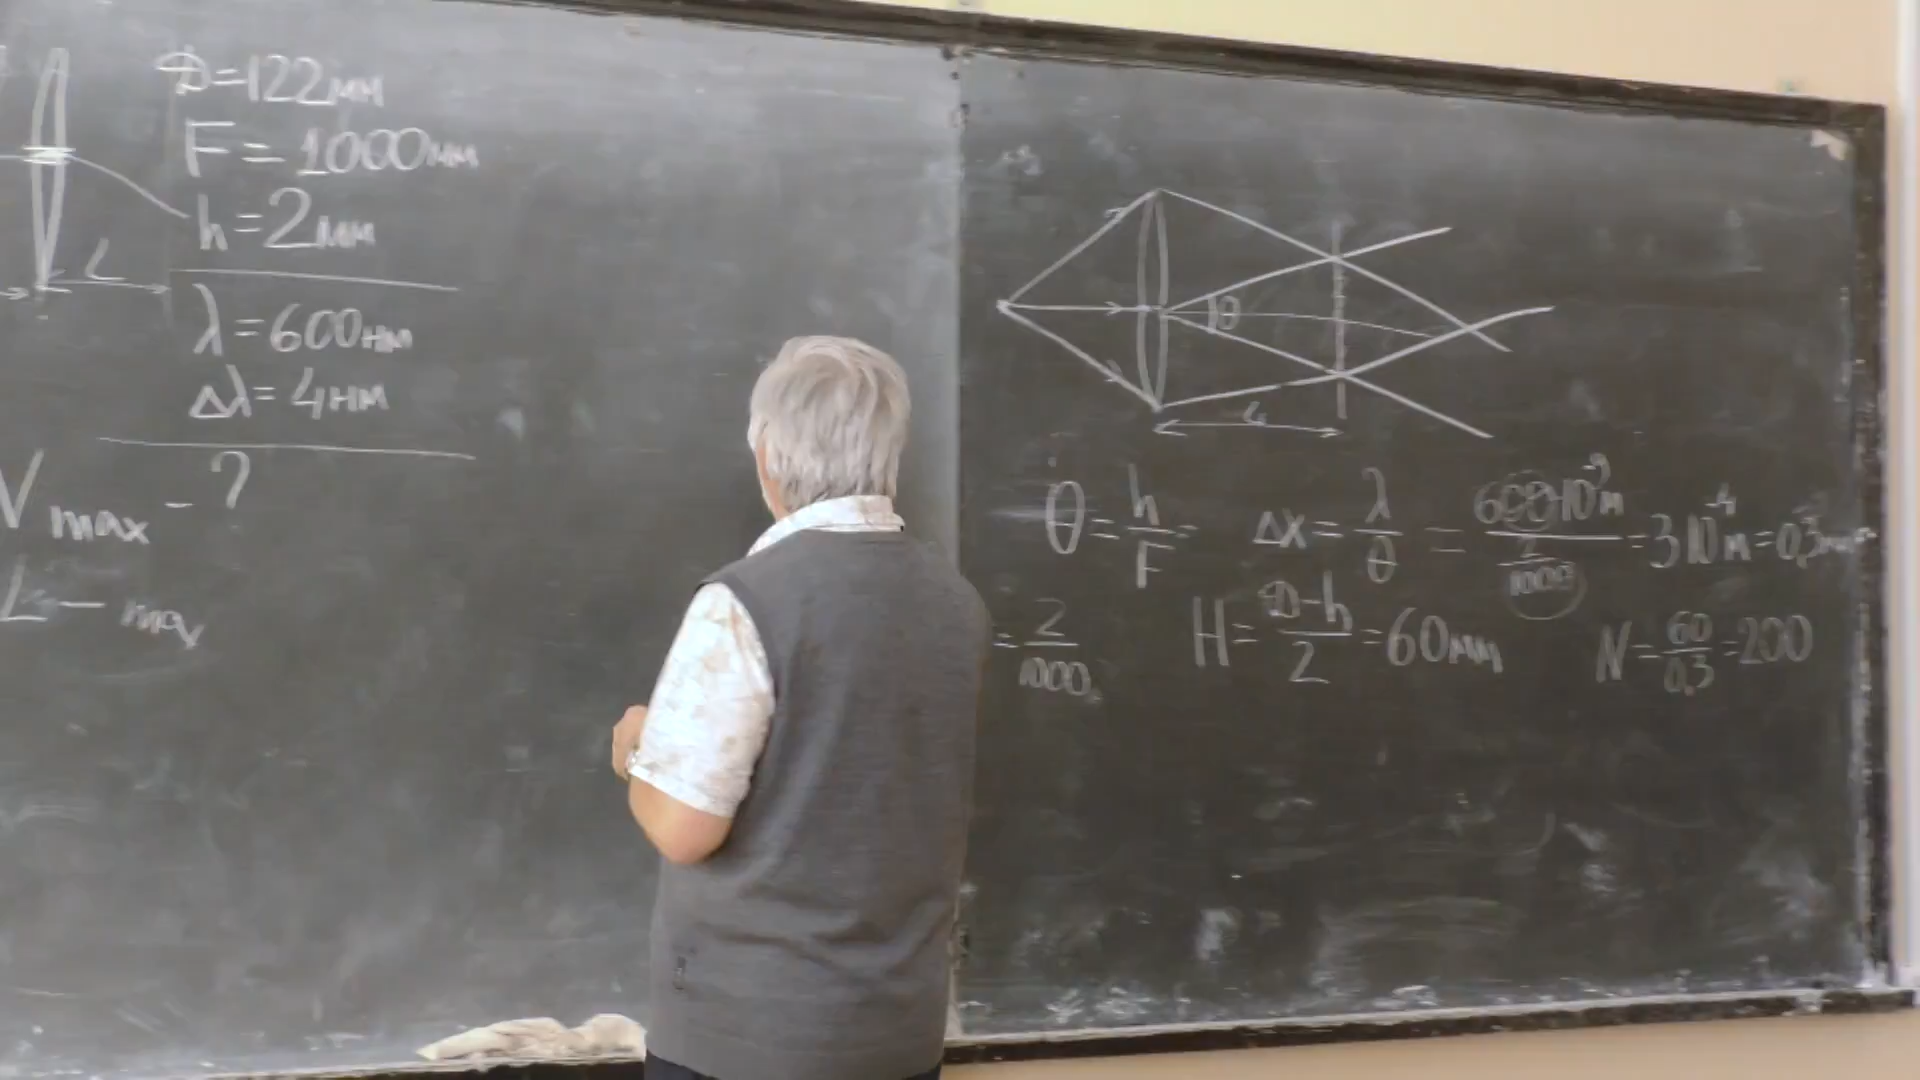 D=122мм
F=1000мм
h=2мм
L
λ=600нм
Δλ=4нм
N max - ?
L - max
θ
L
θ=h/F= Δx=λ/θ=600·10⁻⁹м/(2/1000)=3 10⁻⁴м=0,3мм
=2/1000 H=(D-h)/2=60мм N=60/0,3=200